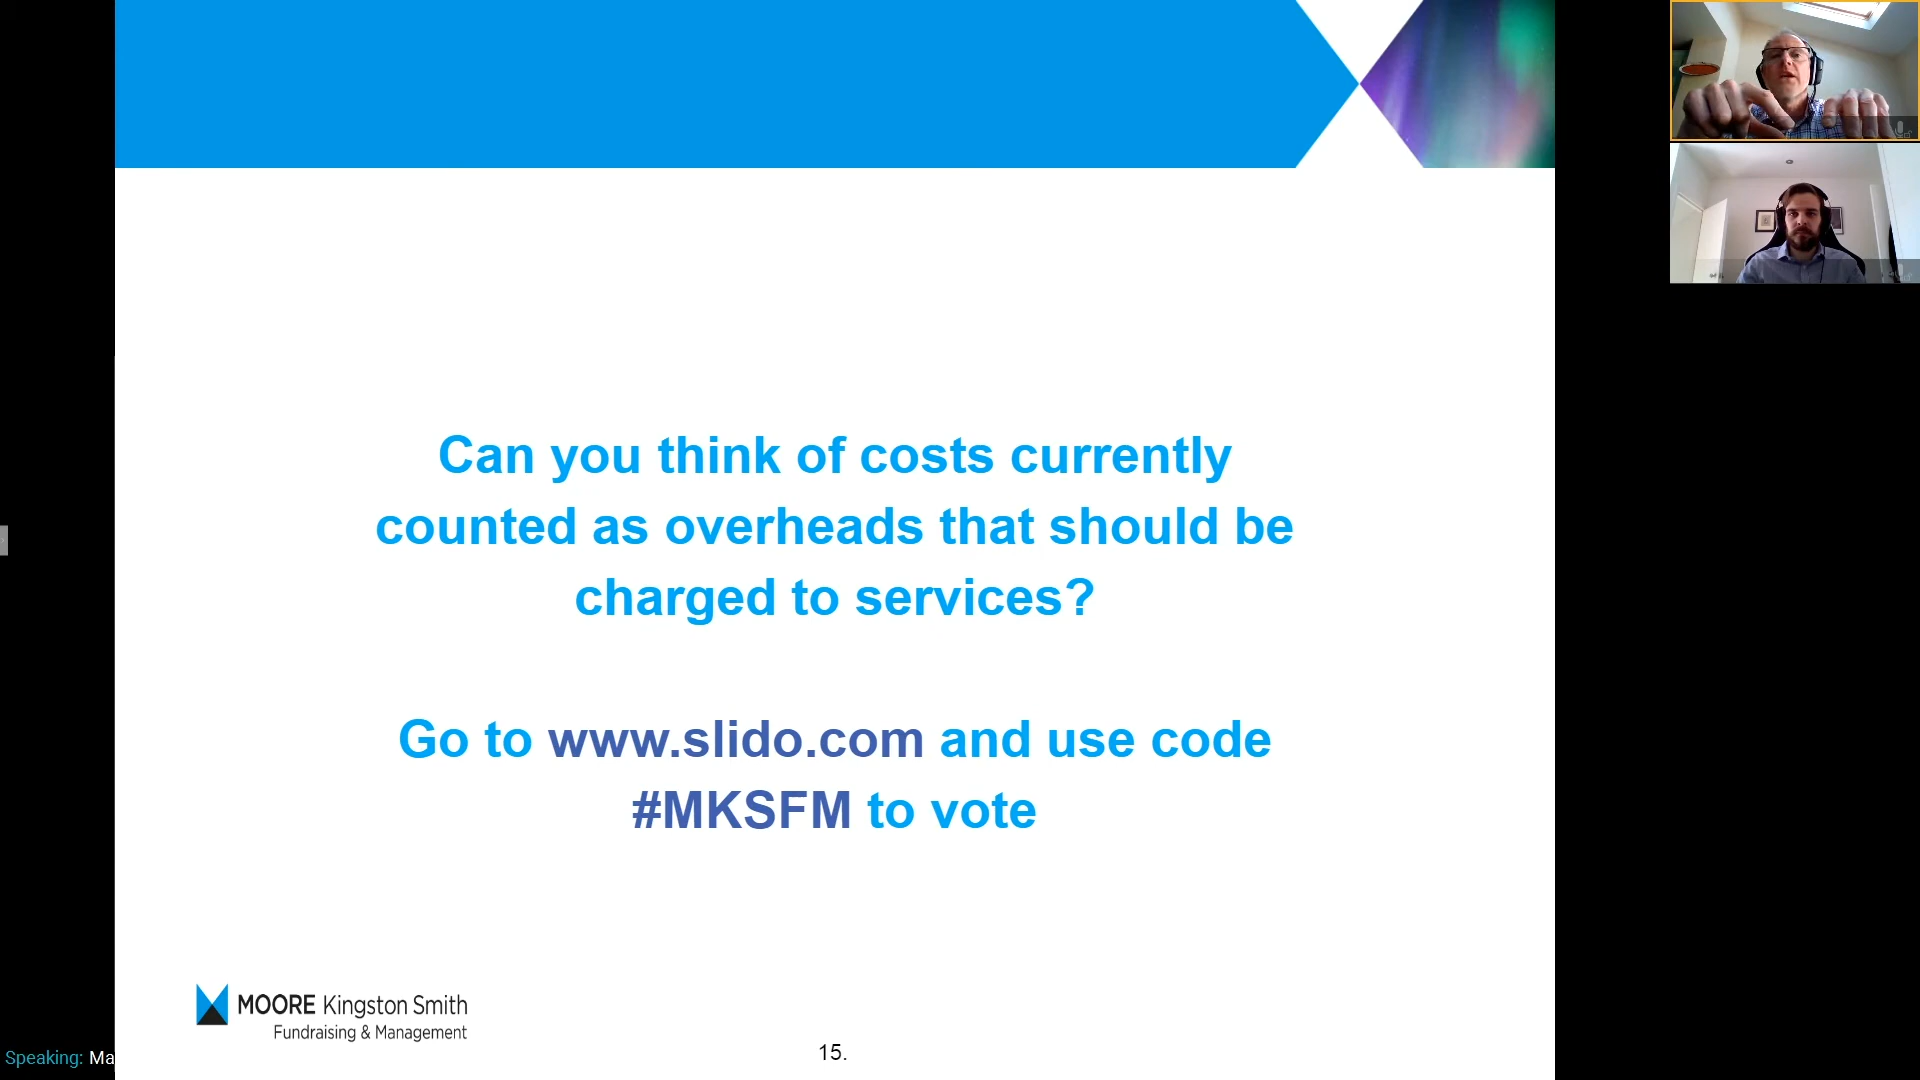 Can you think of costs currently
counted as overheads that should be
charged to services?
Go to www.slido.com and use code
#MKSFM to vote
MOORE Kingston Smith
Fundraising & Management
15.
Speaking: Ma